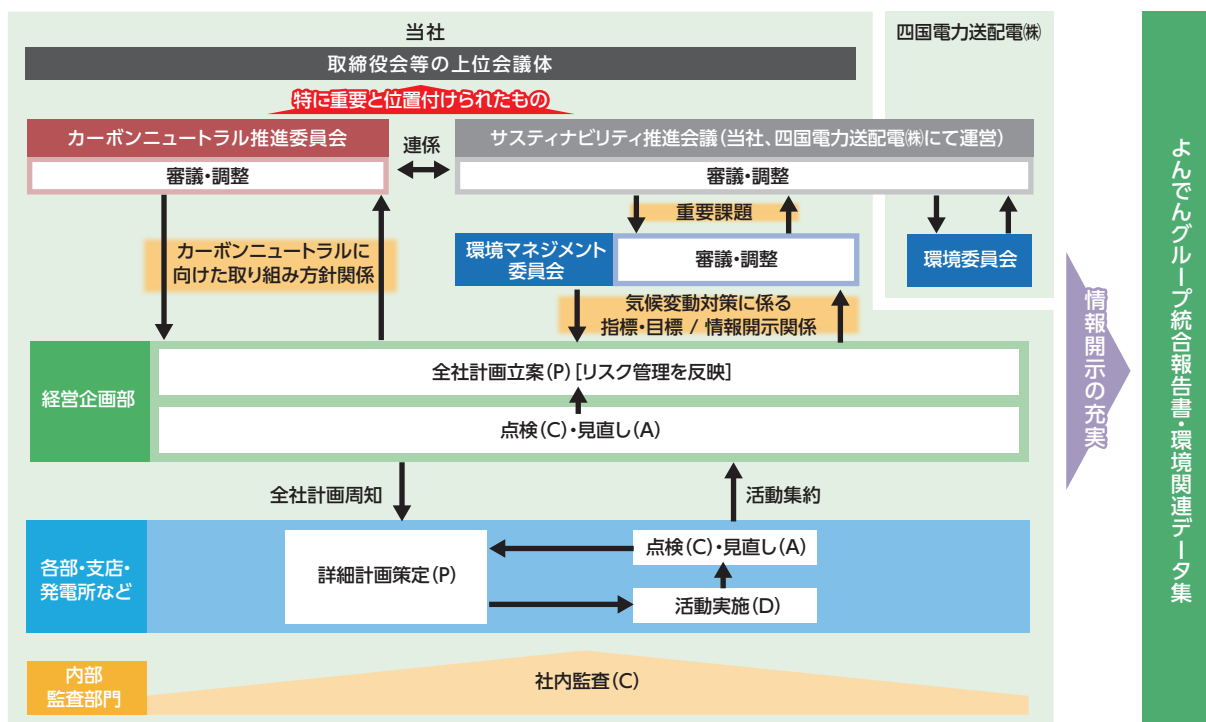 当社
四国電力送配電㈱
取締役会等の上位会議体
特に重要と位置付けられたもの
カーボンニュートラル推進委員会
審議・調整
連係
サスティナビリティ推進会議(当社、四国電力送配電㈱にて運営)
審議・調整
重要課題
カーボンニュートラルに
向けた取り組み方針関係
環境マネジメント
委員会
審議・調整
環境委員会
気候変動対策に係る
指標・目標 / 情報開示関係
経営企画部
全社計画立案(P)[リスク管理を反映]
点検(C)・見直し(A)
全社計画周知
活動集約
各部・支店・
発電所など
詳細計画策定(P)
点検(C)・見直し(A)
活動実施(D)
内部
監査部門
社内監査(C)
情報開示の充実
よんでんグループ統合報告書・環境関連データ集